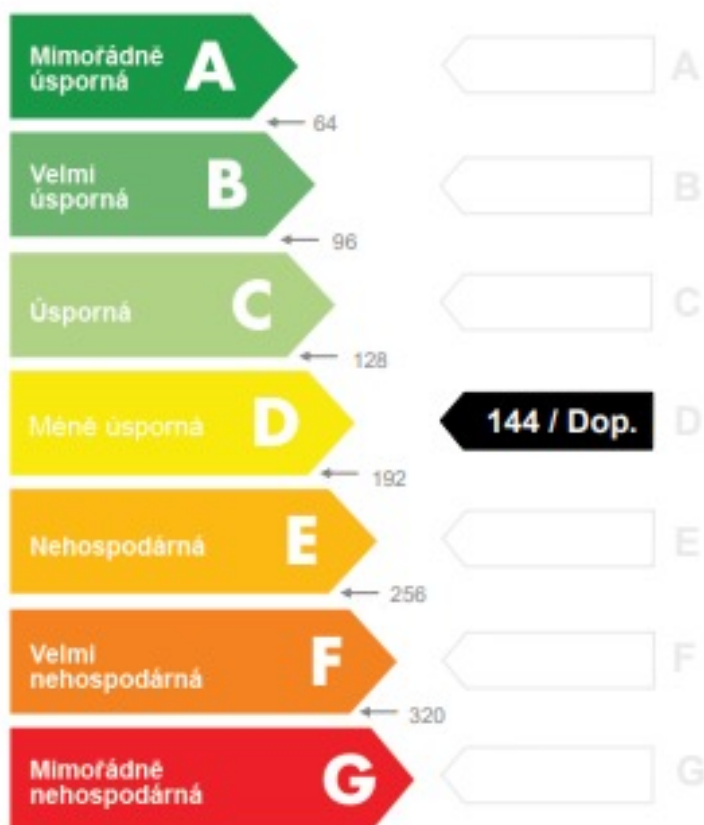 Mimořádně
úsporná
A
A
64
Velmi
úsporná
B
B
96
Úsporná
C
C
128
Méně úsporná
D
144 / Dop.
D
192
Nehospodárná
E
E
256
Velmi
nehospodárná
F
F
320
Mimořádně
nehospodárná
G
G